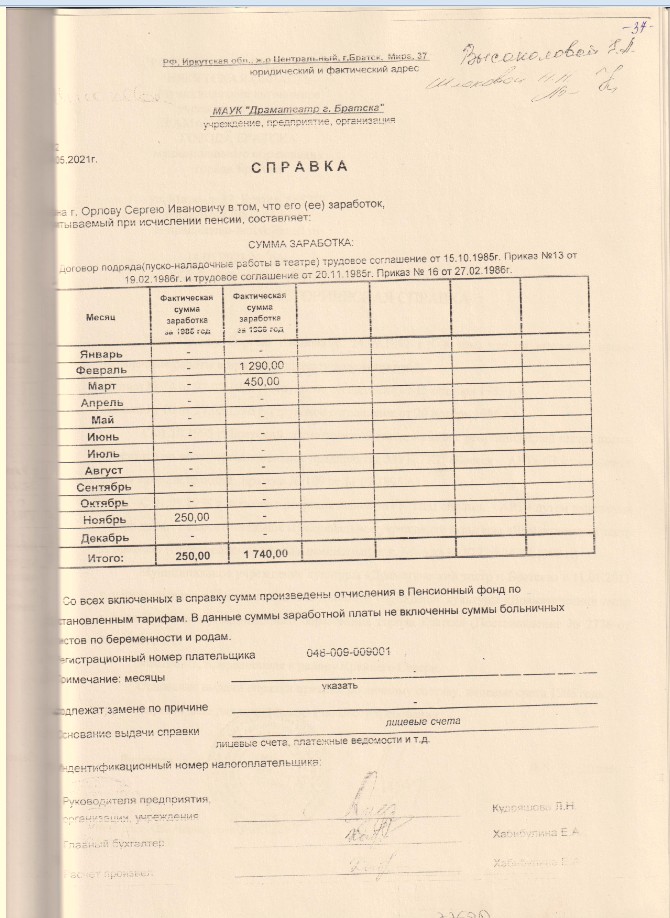 - 37 -
РФ, Иркутская обл., ж.р Центральный, г.Братск, Мира, 37
юридический и фактический адрес
Высоколовой
МАУК "Драматеатр г. Братска"
учреждение, предприятие, организация
05.2021г.
СПРАВКА
на г. Орлову Сергею Ивановичу в том, что его (ее) заработок,
тываемый при исчислении пенсии, составляет:
СУММА ЗАРАБОТКА:
Договор подряда(пуско-наладочные работы в театре) трудовое соглашение от 15.10.1985г. Приказ №13 от
19.02.1986г. и трудовое соглашение от 20.11.1985г. Приказ № 16 от 27.02.1986г.
Месяц Фактическая сумма заработка за 1985 год Фактическая сумма заработка за 1986 год
Январь - -
Февраль - 1 290,00
Март - 450,00
Апрель - -
Май - -
Июнь - -
Июль - -
Август - -
Сентябрь - -
Октябрь - -
Ноябрь 250,00 -
Декабрь - -
Итого: 250,00 1 740,00
Со всех включенных в справку сумм произведены отчисления в Пенсионный фонд по
становленным тарифам. В данные суммы заработной платы не включенны суммы больничных
истов по беременности и родам.
егистрационный номер плательщика 046-009-009001
римечание: месяцы -
указать
одлежат замене по причине -
снование выдачи справки лицевые счета
лицевые счета, платежные ведомости и т.д.
Индентификационный номер налогоплательщика:
Руководителя предприятия,
организации, учреждения Кудряшова Л.Н.
Главный бухгалтер Хабибулина Е.А.
Расчет произвел